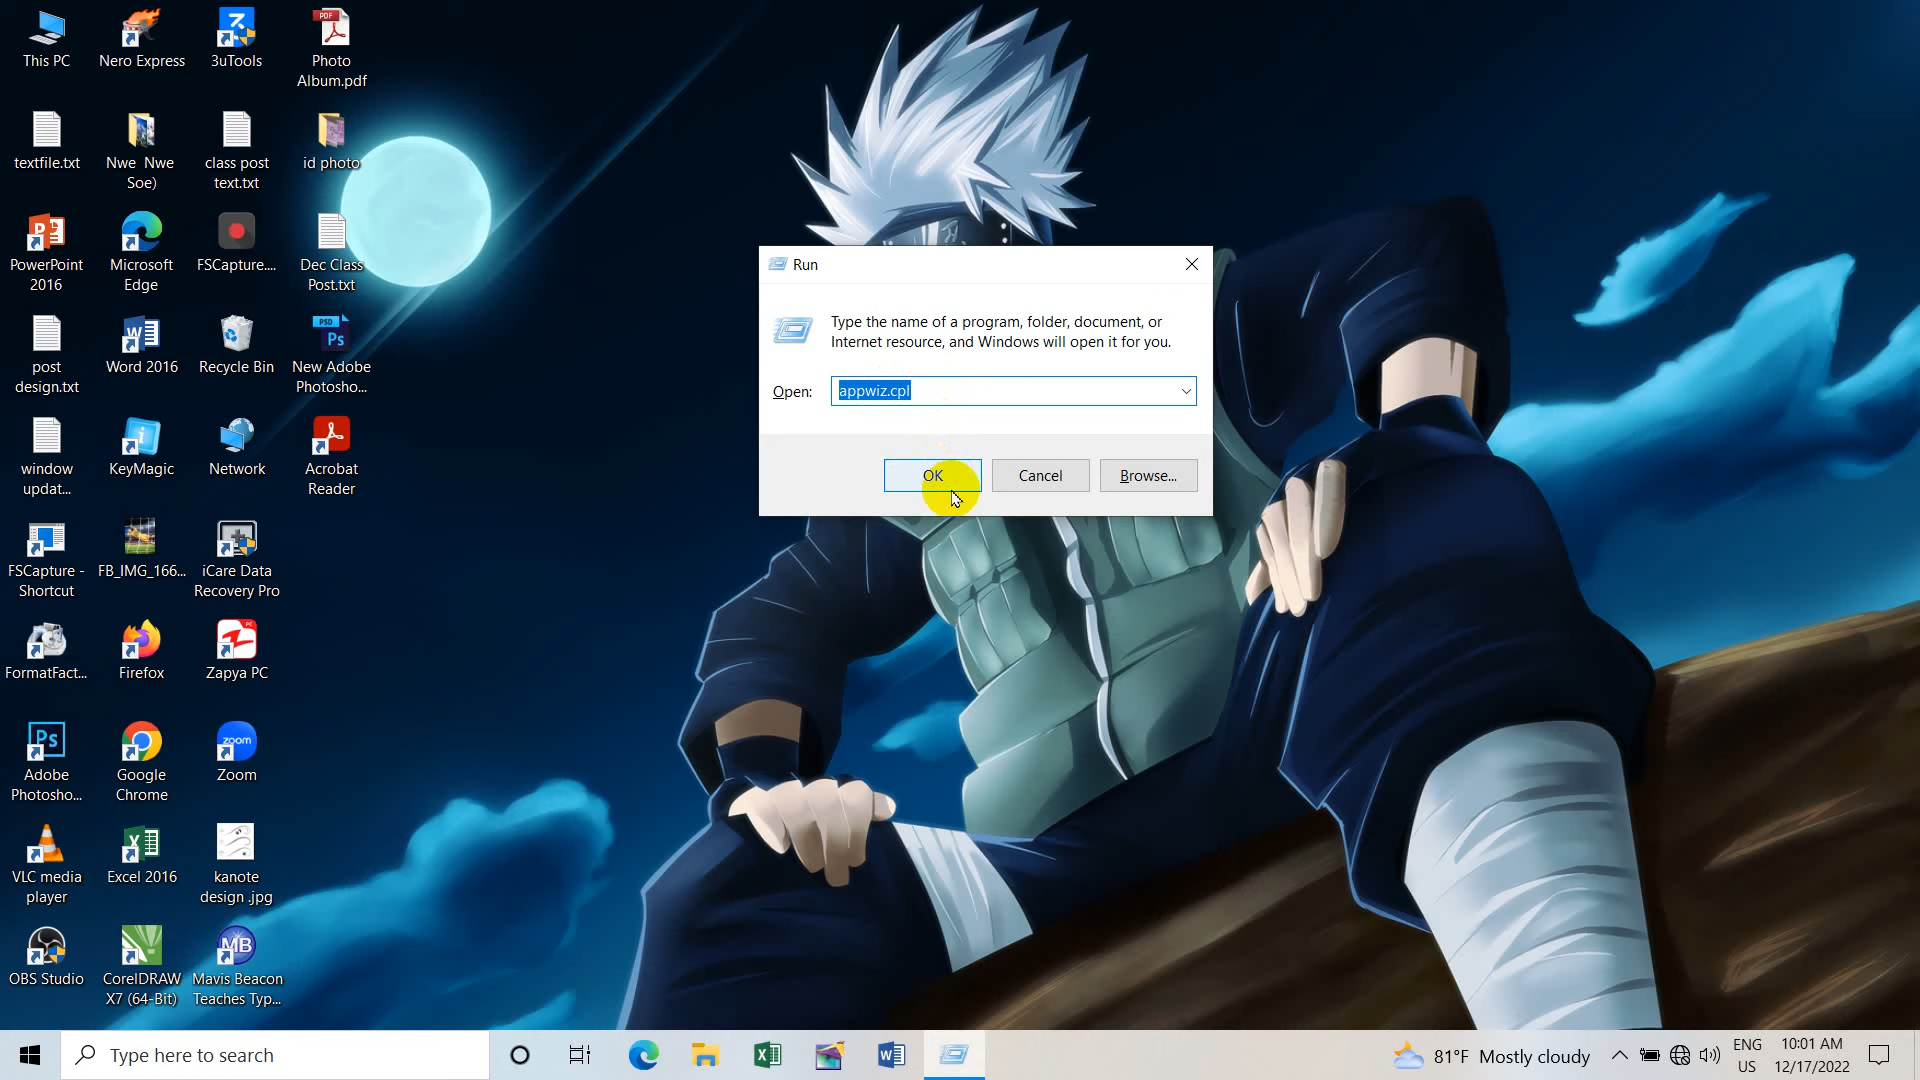 This PC
Nero Express
3uTools
Photo
Album.pdf
textfile.txt
Nwe  Nwe
Soe)
class post
text.txt
id photo
PowerPoint
2016
Microsoft
Edge
FSCapture....
Dec Class
Post.txt
post
design.txt
Word 2016
Recycle Bin
New Adobe
Photosho...
window
updat...
KeyMagic
Network
Acrobat
Reader
FSCapture -
Shortcut
FB_IMG_166...
iCare Data
Recovery Pro
FormatFact...
Firefox
Zapya PC
Adobe
Photosho...
Google
Chrome
Zoom
VLC media
player
Excel 2016
kanote
design .jpg
OBS Studio
CorelDRAW
X7 (64-Bit)
Mavis Beacon
Teaches Typ...
Run
Type the name of a program, folder, document, or
Internet resource, and Windows will open it for you.
Open: appwiz.cpl
OK Cancel Browse...
Type here to search
81°F Mostly cloudy
ENG
US
10:01 AM
12/17/2022